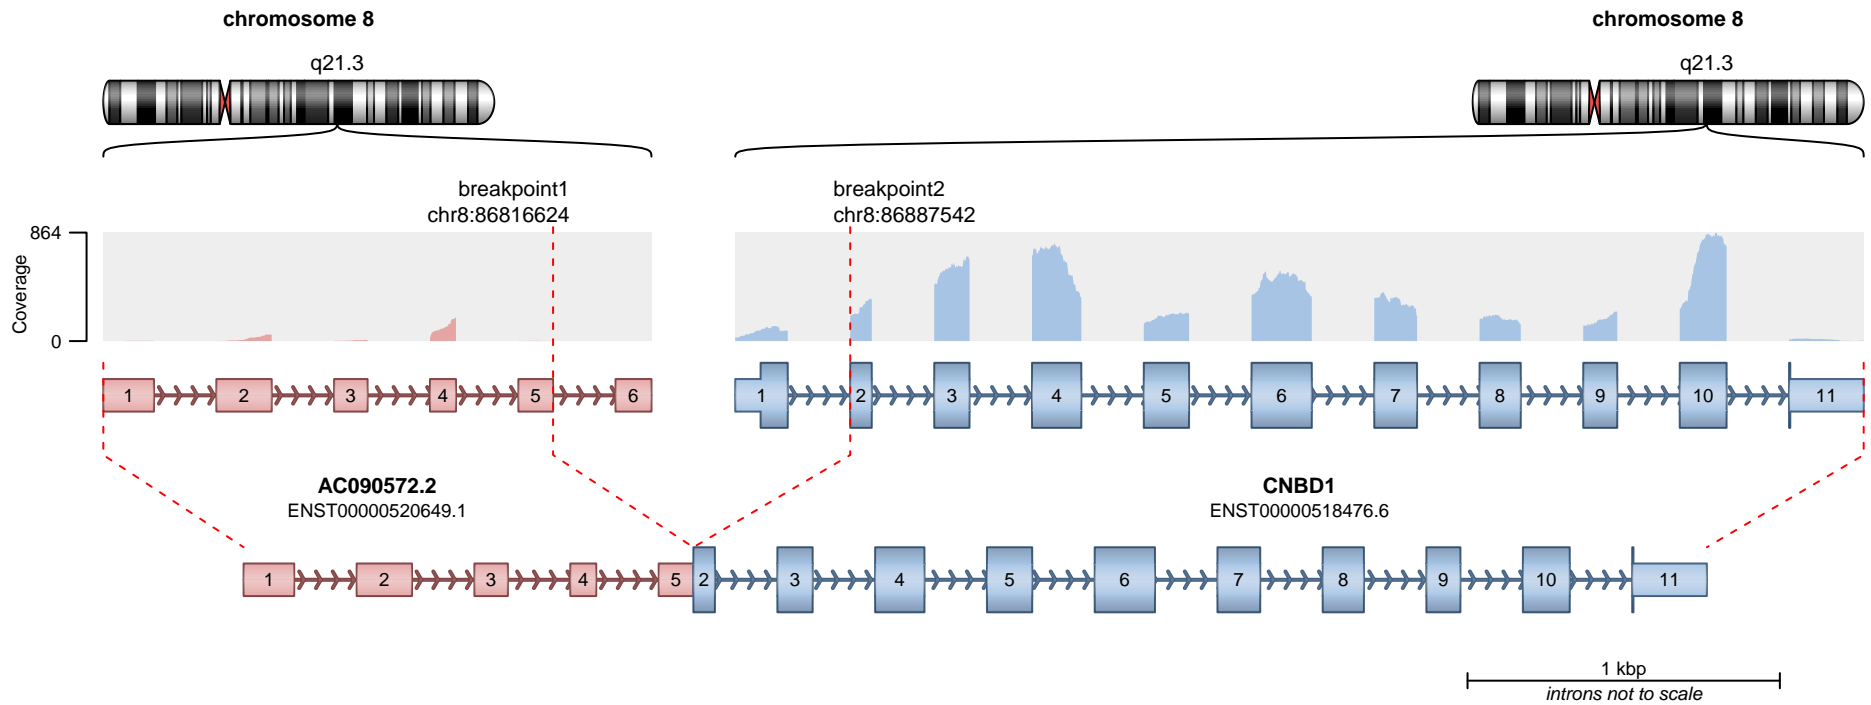 chromosome 8
chromosome 8
q21.3
q21.3
breakpoint1
chr8:86816624
breakpoint2
chr8:86887542
864
0
Coverage
1 2 3 4 5 6
1 2 3 4 5 6 7 8 9 10 11
AC090572.2
ENST00000520649.1
CNBD1
ENST00000518476.6
1 2 3 4 5 2 3 4 5 6 7 8 9 10 11
1 kbp
introns not to scale